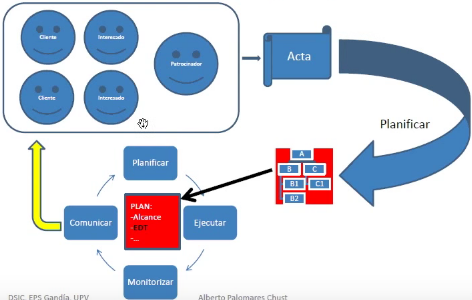 Cliente
Interesado
Patrocinador
Cliente
Interesado
Acta
Planificar
A
B
C
B1
C1
B2
Planificar
PLAN:
-Alcance
-EDT
-...
Comunicar
Ejecutar
Monitorizar
DSIC, EPS Gandía, UPV
Alberto Palomares Chust